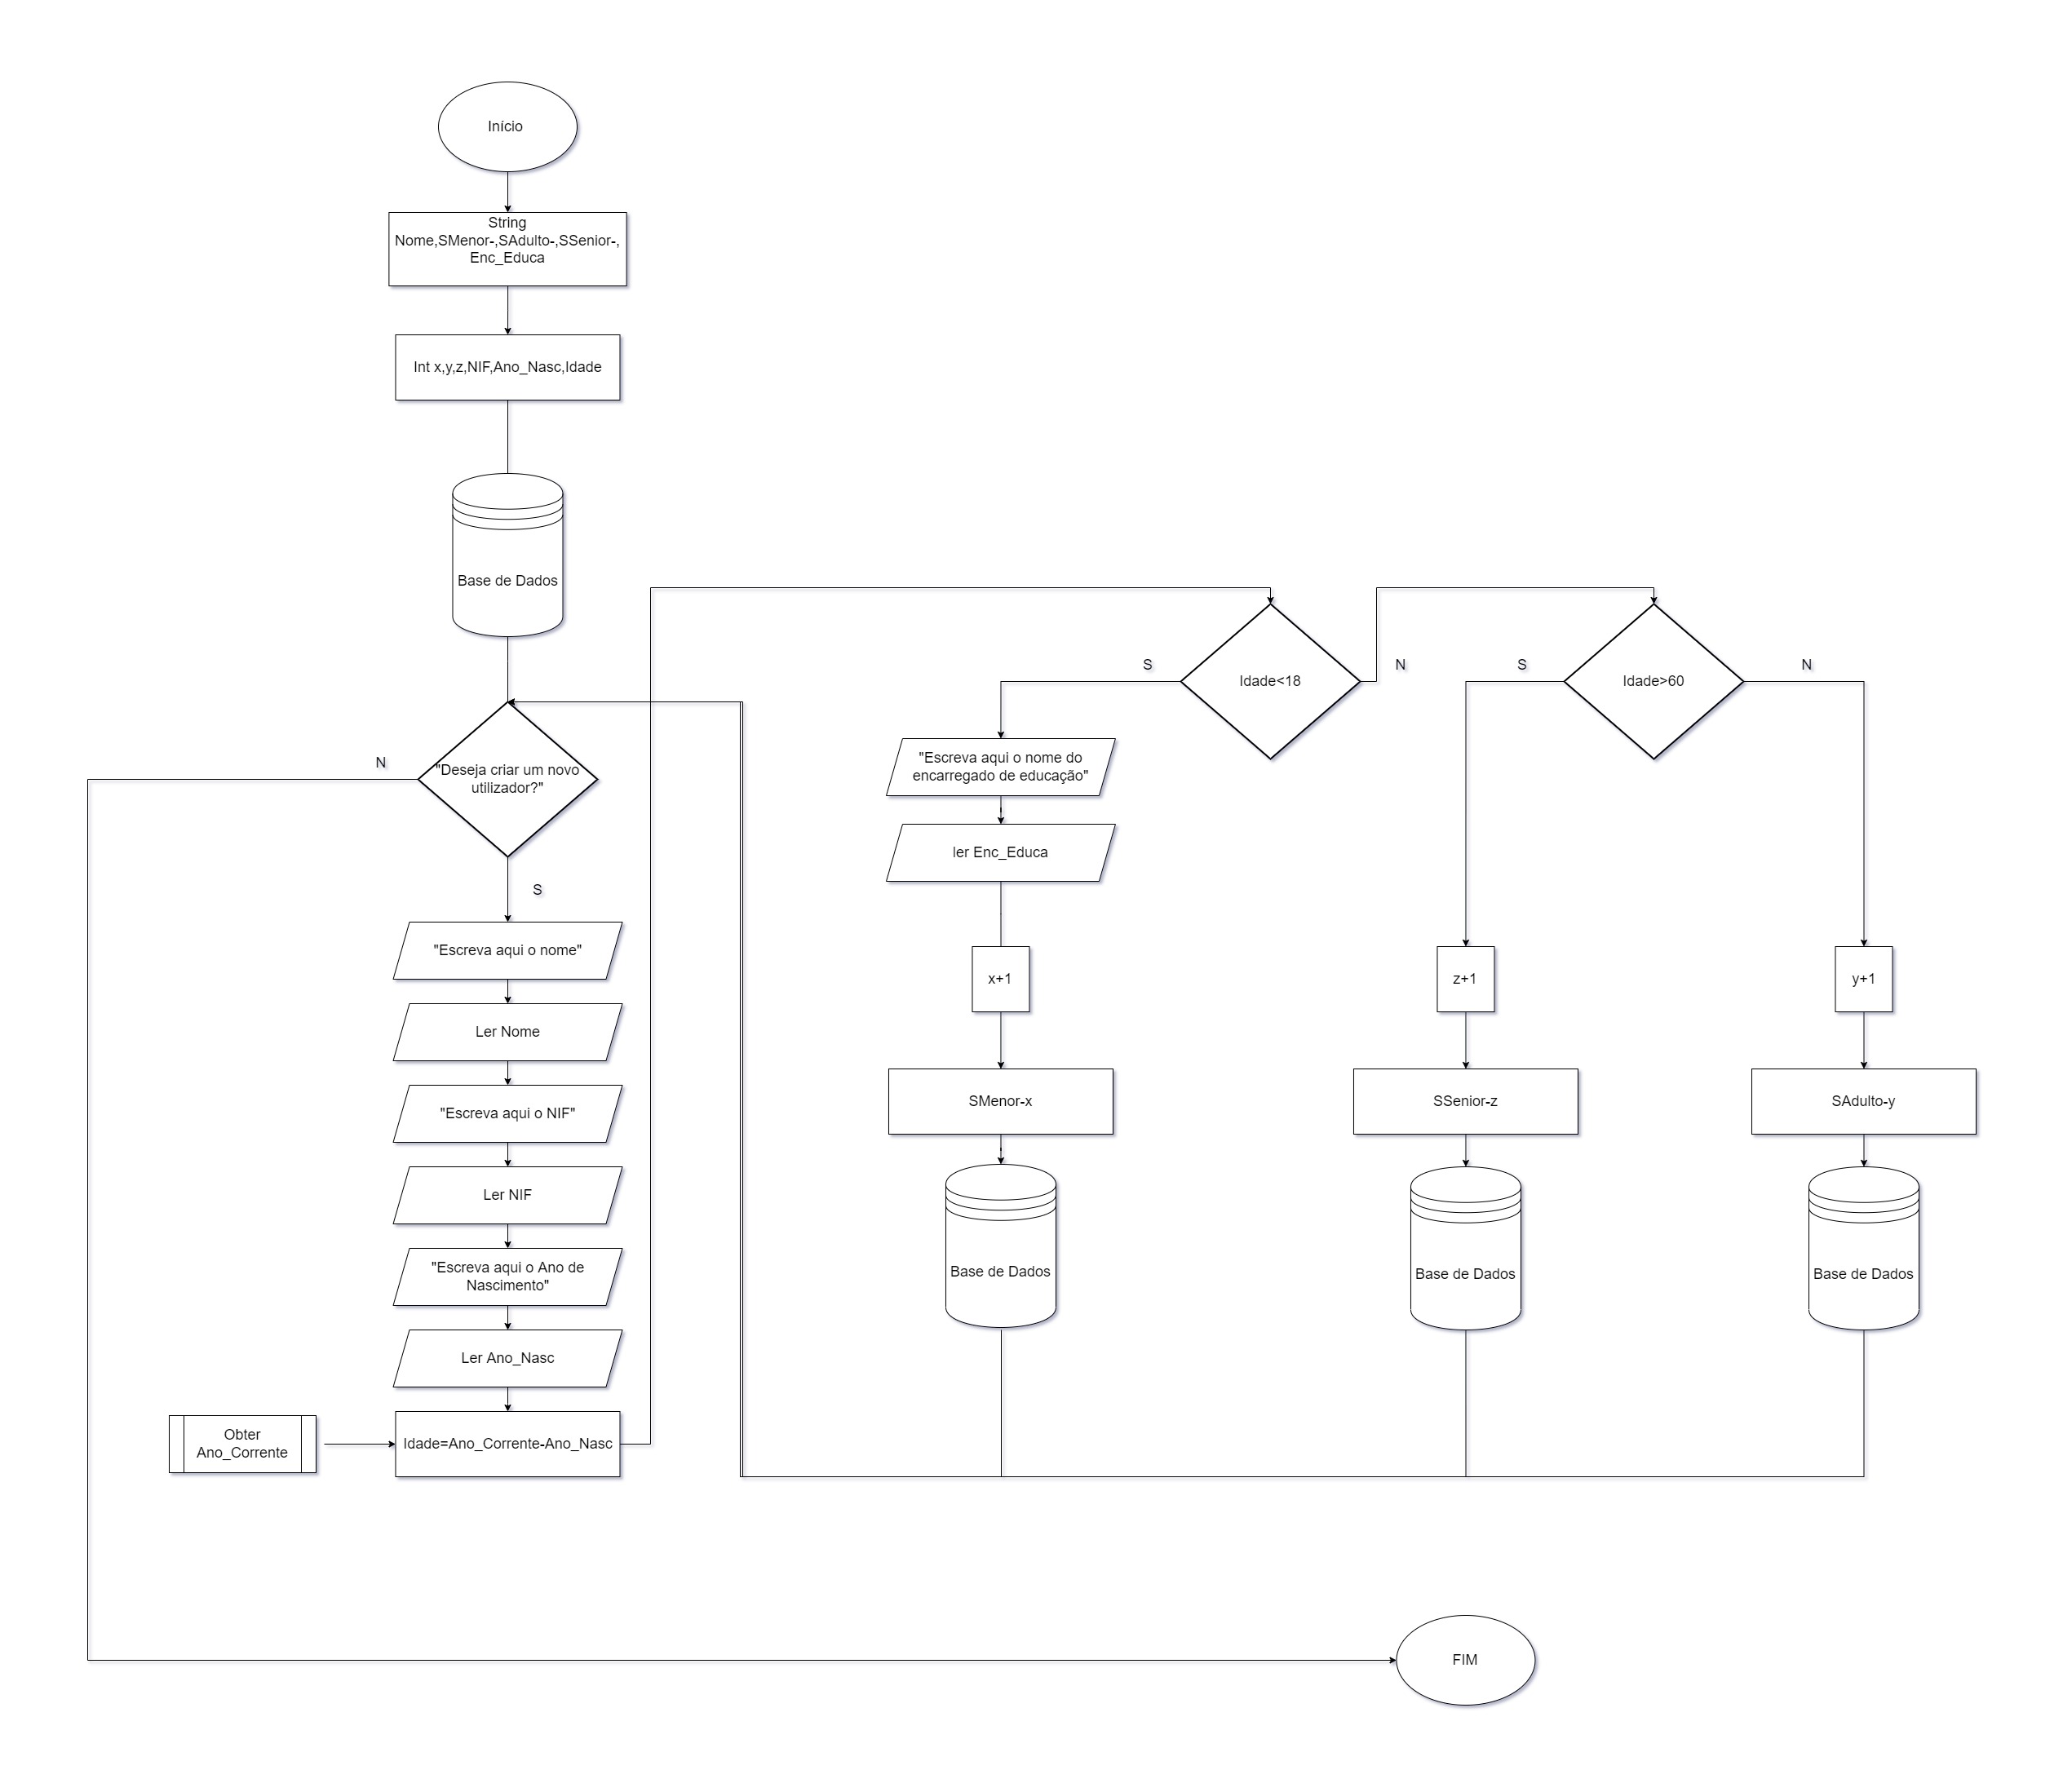 Início
String
Nome,SMenor-,SAdulto-,SSenior-,
Enc_Educa
Int x,y,z,NIF,Ano_Nasc,Idade
Base de Dados
"Deseja criar um novo
utilizador?"
N
S
"Escreva aqui o nome"
Ler Nome
"Escreva aqui o NIF"
Ler NIF
"Escreva aqui o Ano de
Nascimento"
Ler Ano_Nasc
Obter
Ano_Corrente
Idade=Ano_Corrente-Ano_Nasc
Idade<18
S
N
"Escreva aqui o nome do
encarregado de educação"
ler Enc_Educa
x+1
SMenor-x
Base de Dados
Idade>60
S
N
z+1
SSenior-z
Base de Dados
y+1
SAdulto-y
Base de Dados
FIM